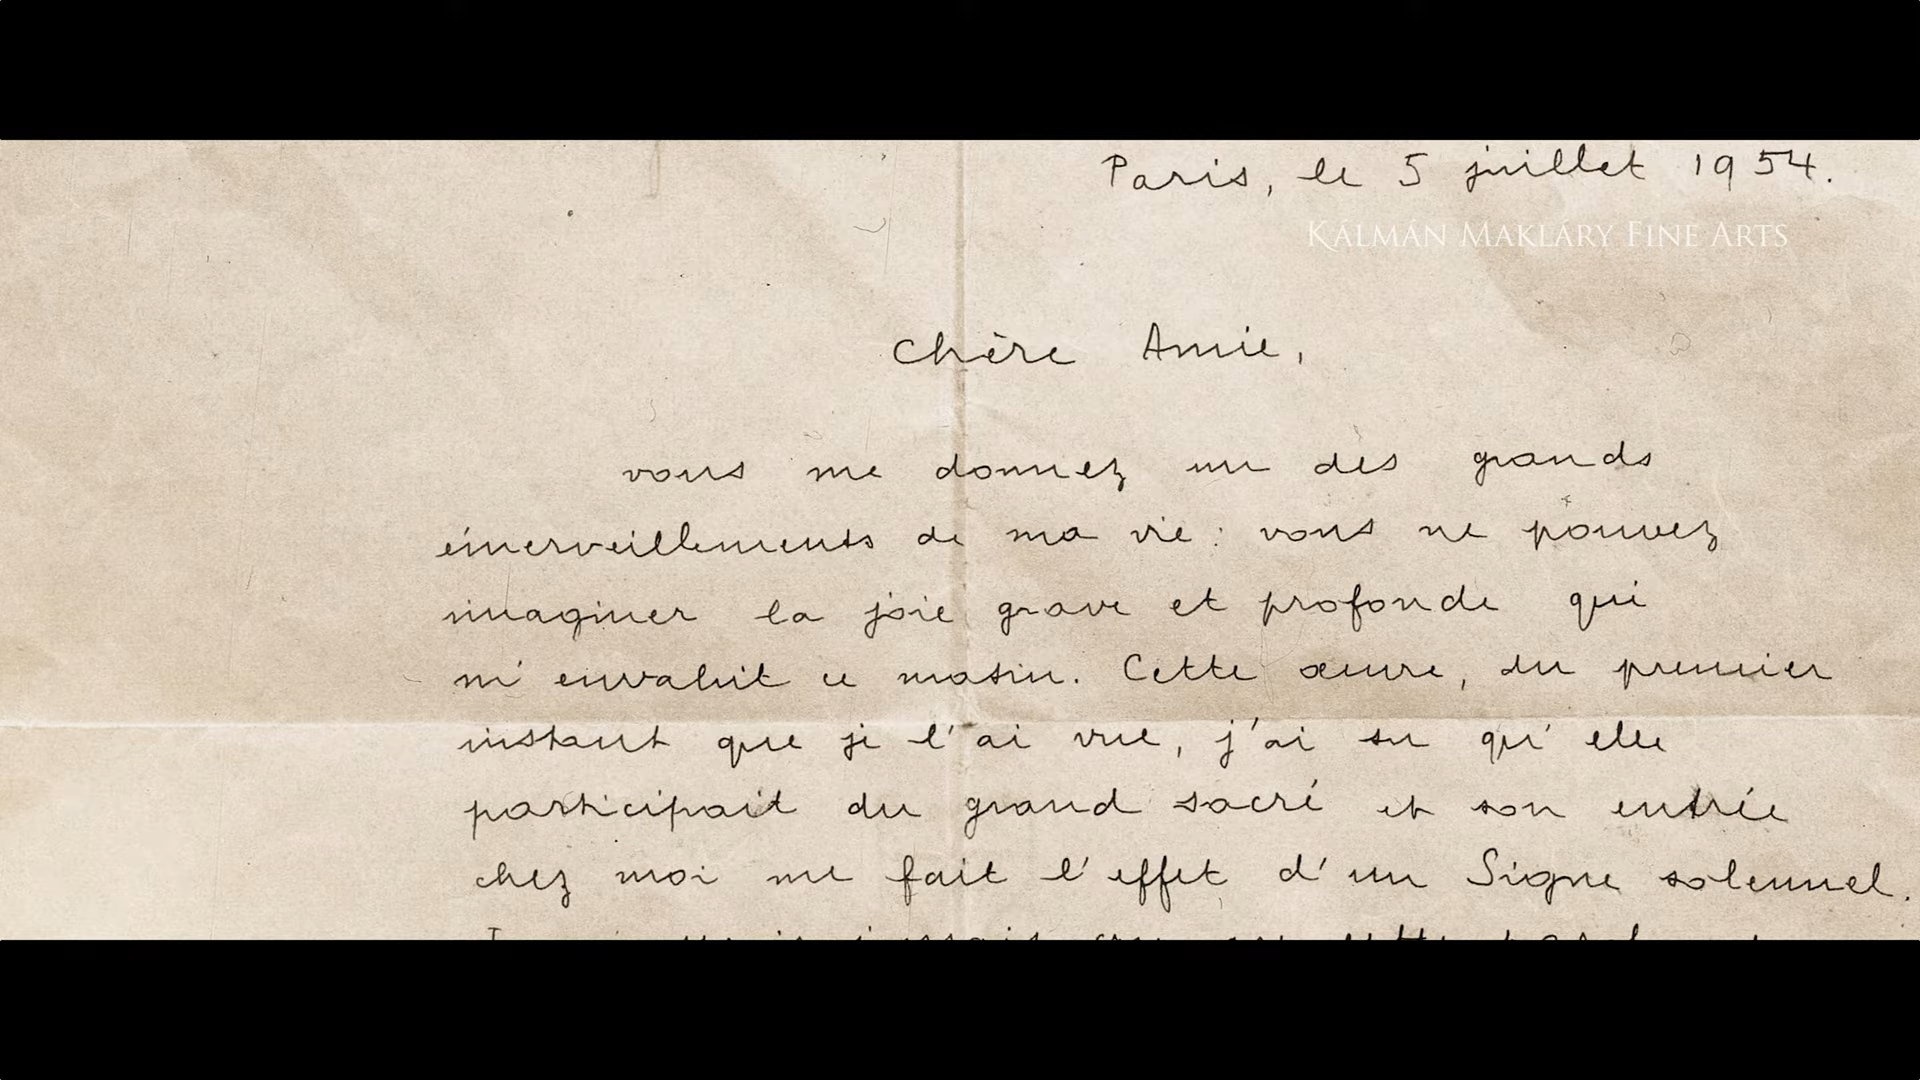 Paris, le 5 juillet 1954.
KÁLMÁN MAKLÁRY FINE ARTS
Chère Amie,
vous me donnez un des grands
émerveillements de ma vie : vous ne pouvez
imaginer la joie grave et profonde qui
m'envahit ce matin. Cette œuvre, du premier
instant que je l'ai vue, j'ai su qu'elle
participait du grand sacré et son entrée
chez moi me fait l'effet d'un Signe solennel.